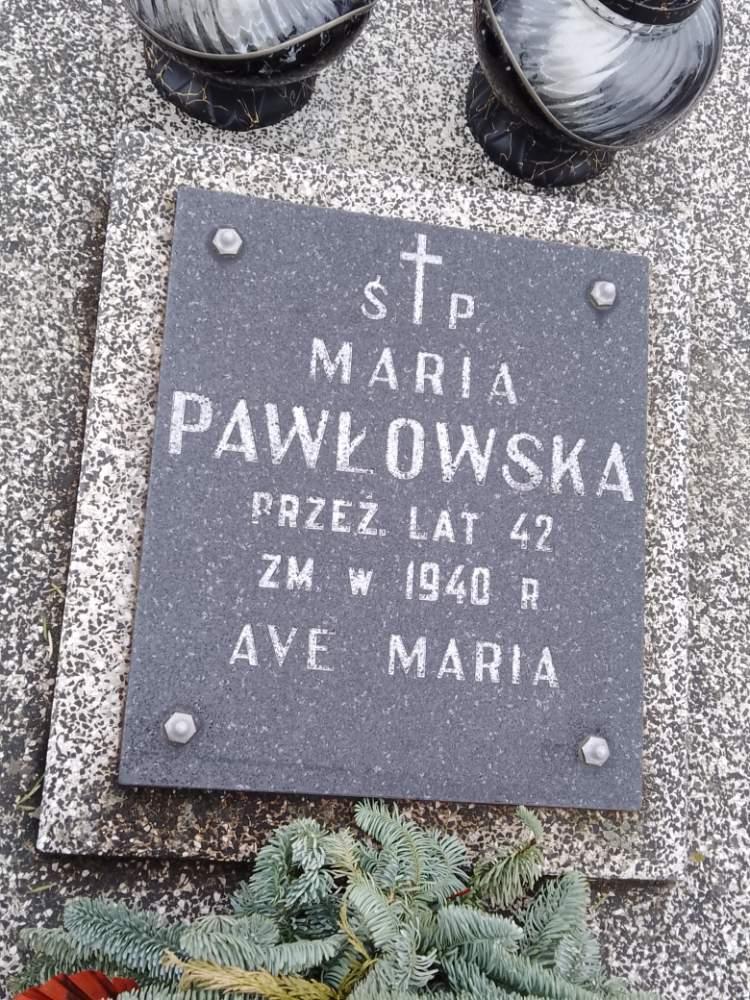 Ś P
MARIA
PAWŁOWSKA
PRZEŻ. LAT 42
ZM. W 1940 R
AVE MARIA